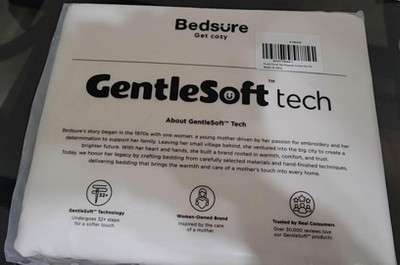 Bedsure
Get cozy
GentleSoft™ tech
About GentleSoft™ Tech
Bedsure's story began in the 1970s with one women: a young mother driven by her passion for embroidery and her
determination to support her family. Leaving her small village behind, she ventured into the big city to create a
brighter future. With her heart and hands, she built a brand rooted in warmth, comfort, and trust.
Today, we honor her legacy by crafting bedding from carefully selected materials and hand-finished techniques,
delivering bedding that brings the warmth and care of a mother's touch into every home.
32+
GentleSoft™ Technology
Undergoes 32+ steps
for a softer touch.
Women-Owned Brand
Inspired by the care
of a mother.
Trusted by Real Consumers
Over 30,000 reviews love
our GentleSoft™ products.